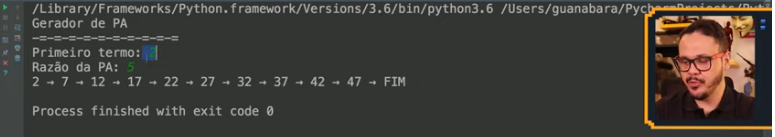 /Library/Frameworks/Python.framework/Versions/3.6/bin/python3.6 /Users/guanabara/PycharmProjects/
Gerador de PA
-=-=-=-=-=-=-=-=-=-=
Primeiro termo: 2
Razão da PA: 5
2 → 7 → 12 → 17 → 22 → 27 → 32 → 37 → 42 → 47 → FIM
Process finished with exit code 0